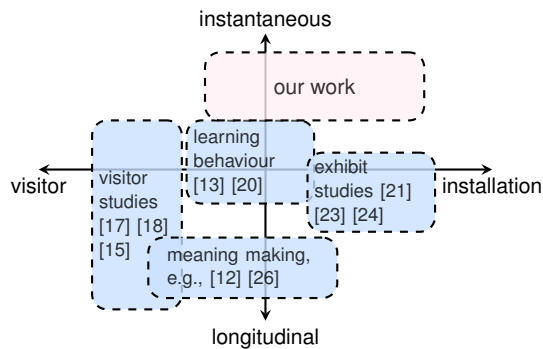 instantaneous
our work
learning
behaviour
[13] [20]
exhibit
studies [21]
[23] [24]
visitor
installation
visitor
studies
[17] [18]
[15]
meaning making,
e.g., [12] [26]
longitudinal